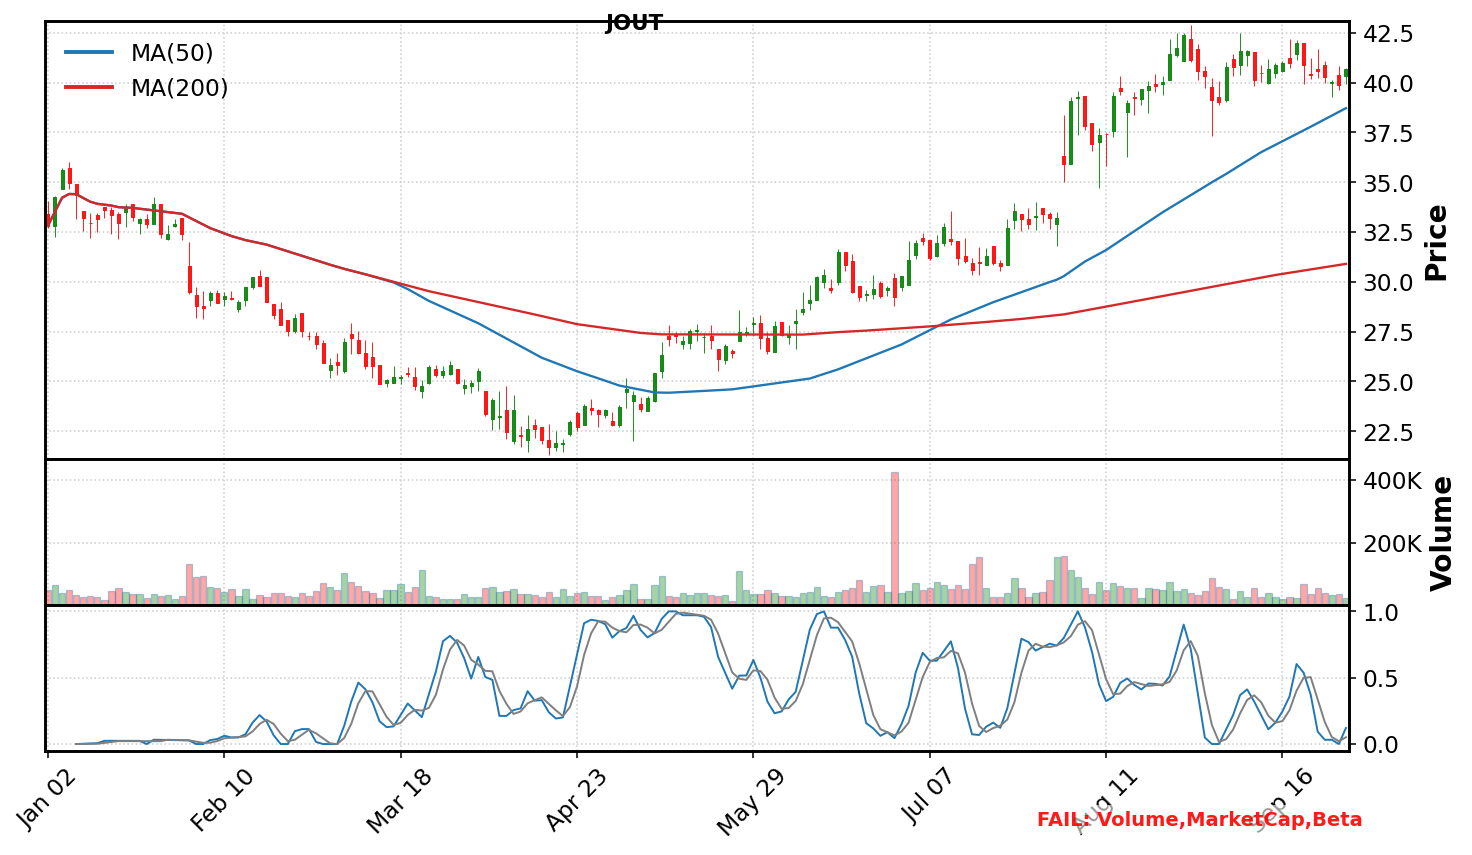 JOUT
MA(50)
MA(200)
42.5
40.0
37.5
35.0
32.5
30.0
27.5
25.0
22.5
Price
400K
200K
Volume
1.0
0.5
0.0
Jan 02
Feb 10
Mar 18
Apr 23
May 29
Jul 07
Aug 11
Sep 16
FAIL: Volume,MarketCap,Beta